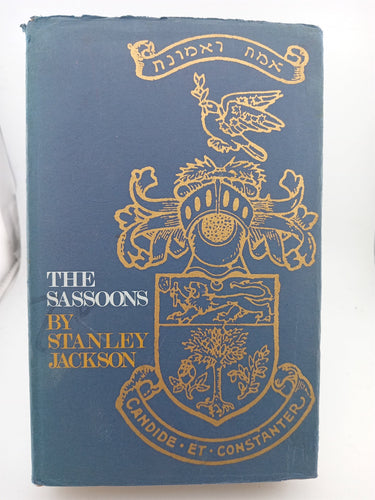 אמת ואמונה
THE
SASSOONS
BY
STANLEY
JACKSON
CANDIDE · ET · CONSTANTER